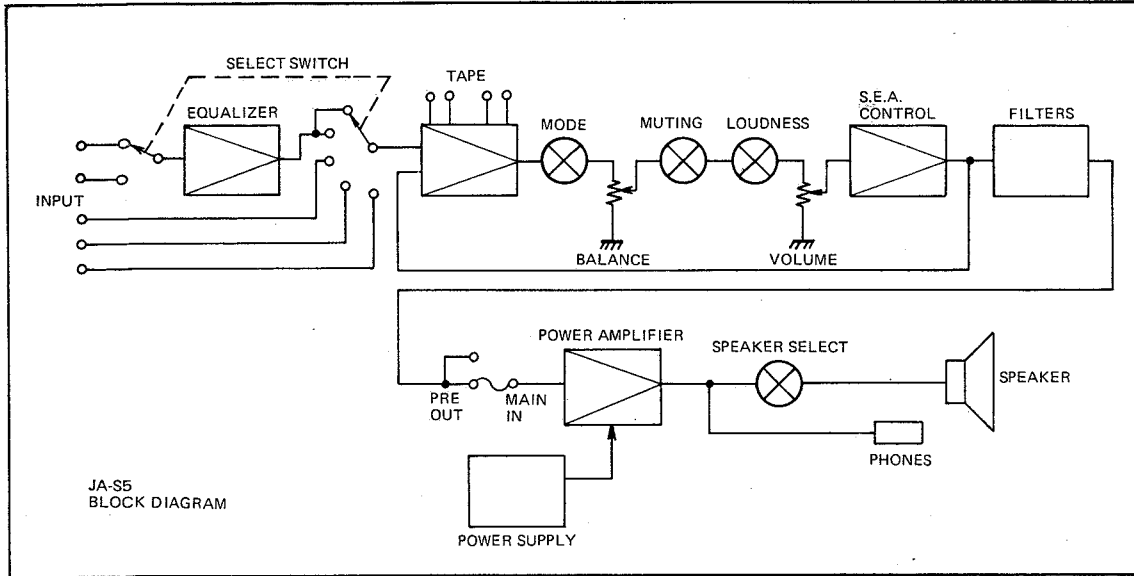 SELECT SWITCH
EQUALIZER
TAPE
MODE
MUTING
LOUDNESS
S.E.A.
CONTROL
FILTERS
INPUT
BALANCE
VOLUME
POWER AMPLIFIER
SPEAKER SELECT
SPEAKER
PRE
OUT
MAIN
IN
PHONES
JA-S5
BLOCK DIAGRAM
POWER SUPPLY